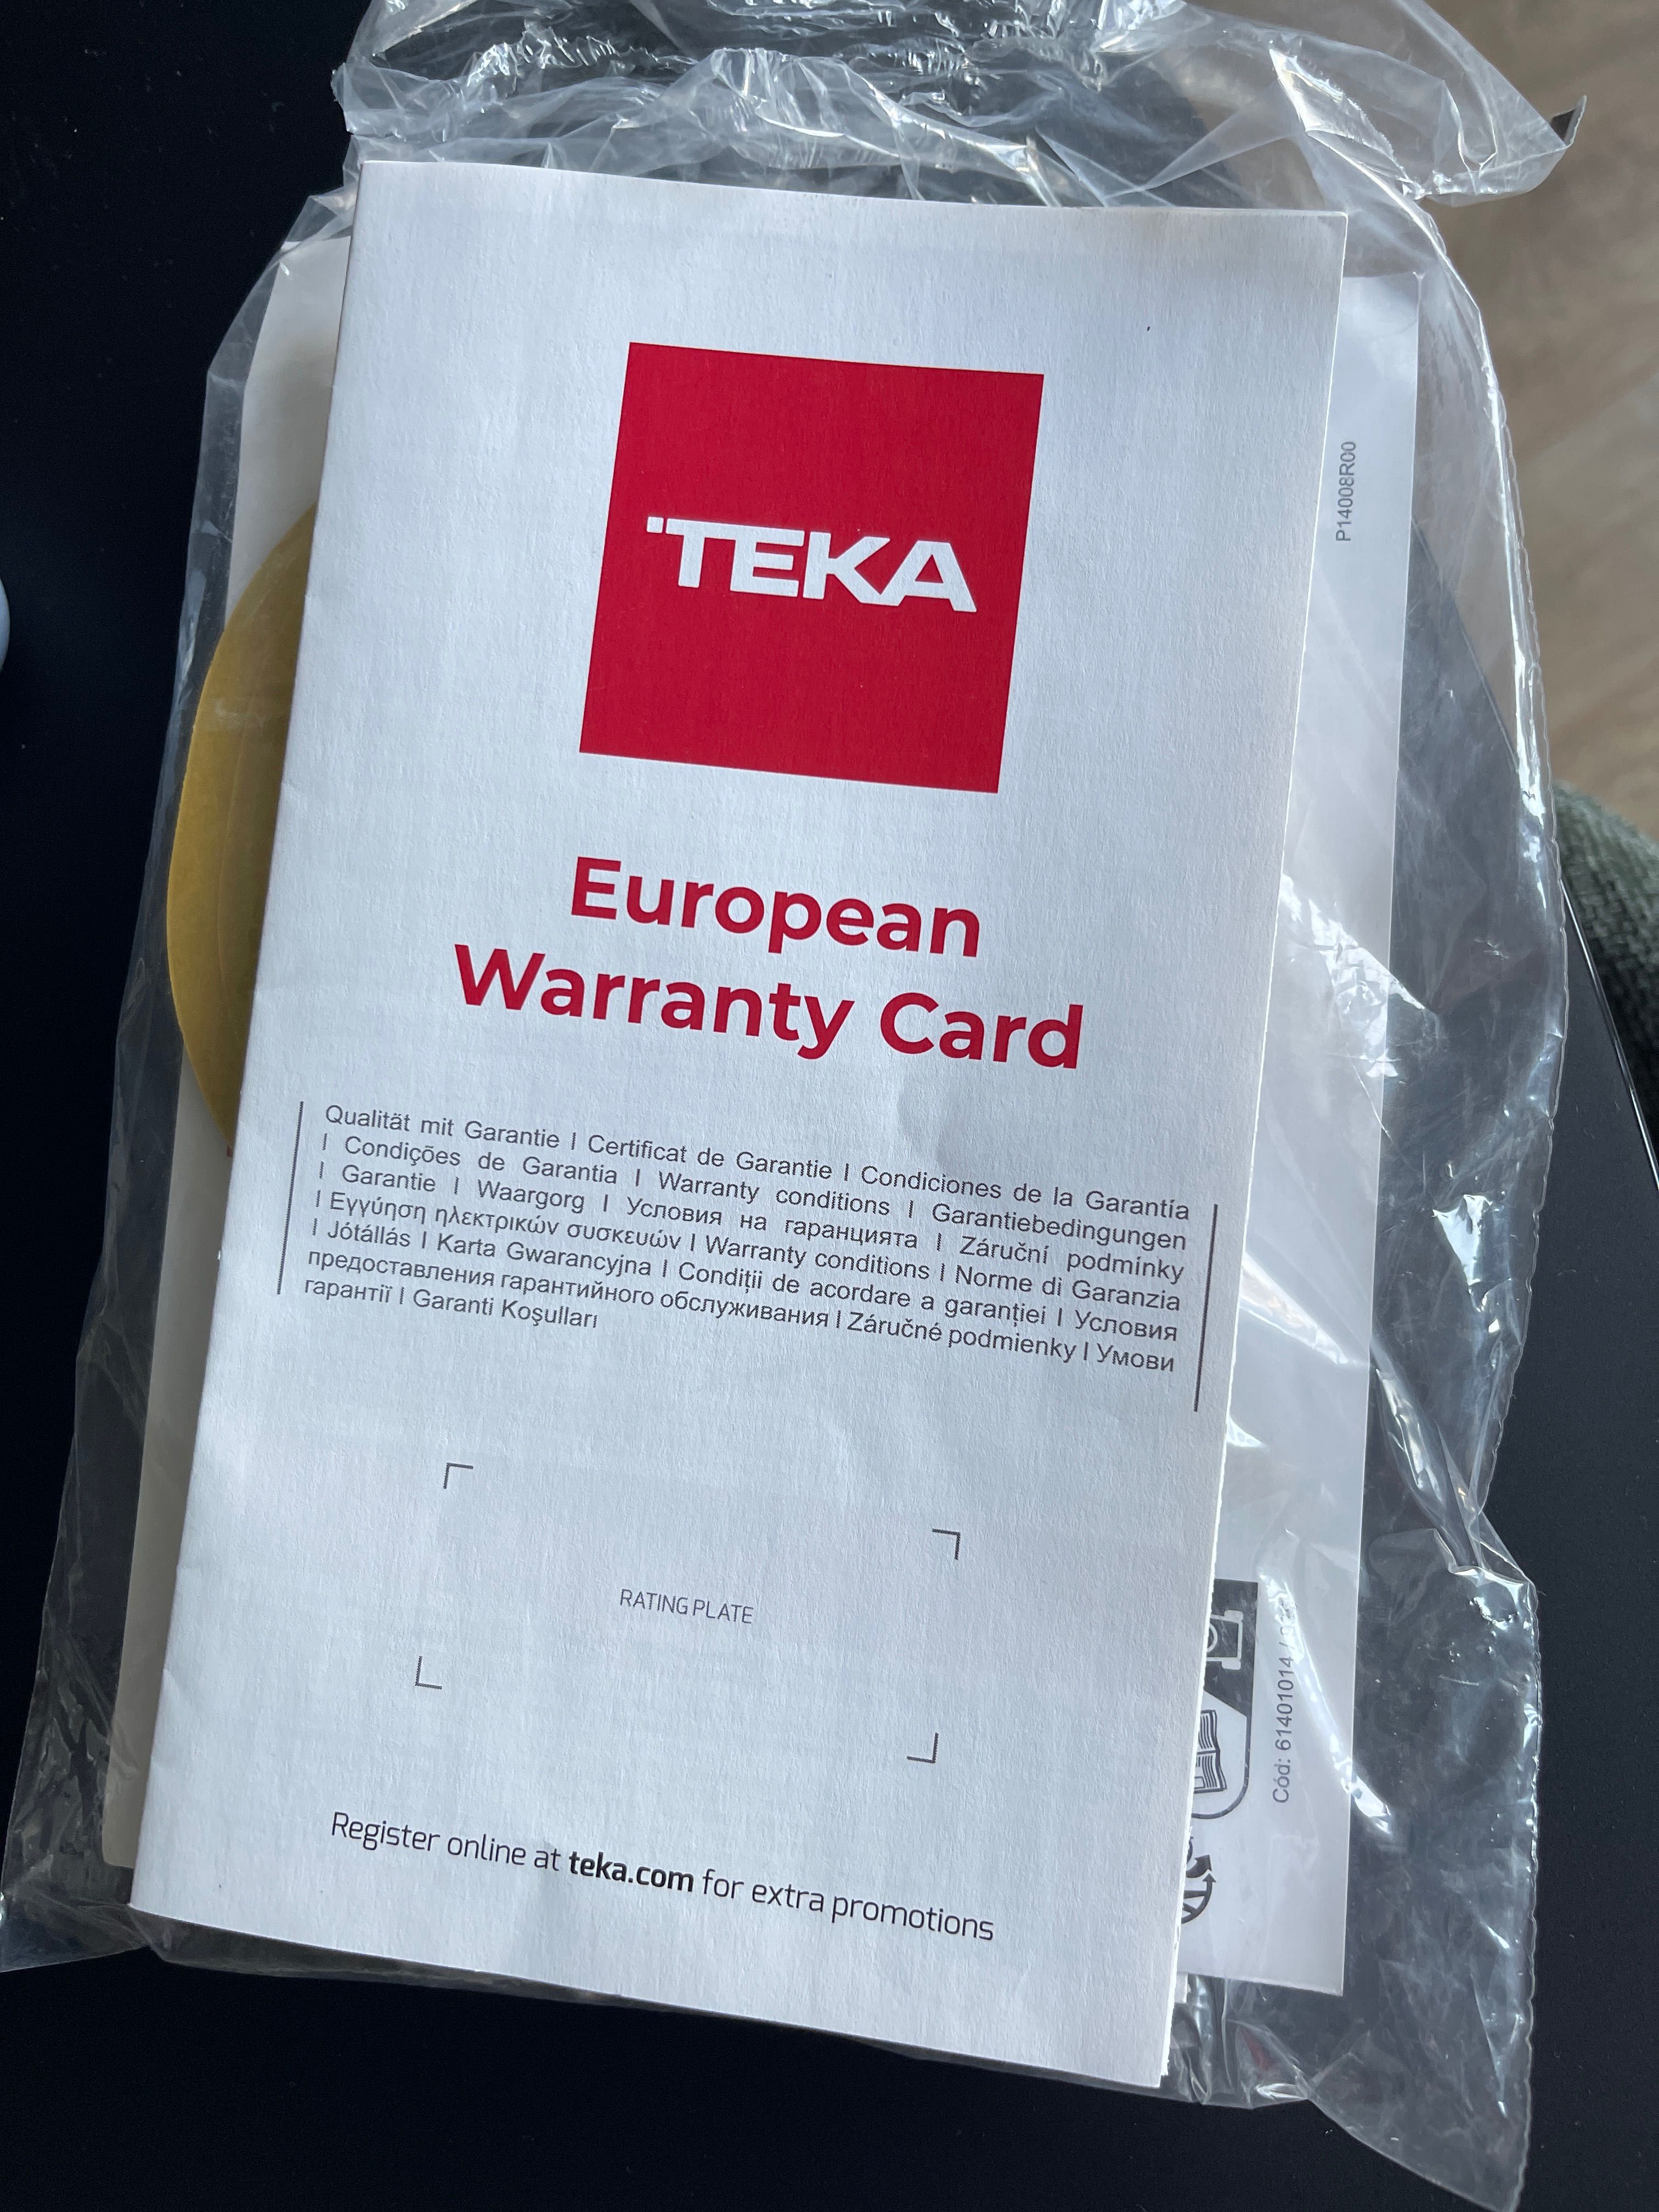 TEKA
European
Warranty Card
Qualität mit Garantie | Certificat de Garantie | Condiciones de la Garantía
| Condições de Garantia | Warranty conditions | Garantiebedingungen
| Garantie | Waargorg | Условия на гаранцията | Záruční podmínky
| Εγγύηση ηλεκτρικών συσκευών | Warranty conditions | Norme di Garanzia
| Jótállás | Karta Gwarancyjna | Condiții de acordare a garanției | Условия
предоставления гарантийного обслуживания | Záručné podmienky | Умови
гарантії | Garanti Koşulları
RATING PLATE
Register online at teka.com for extra promotions
P14008R00
Cód: 61401014 /